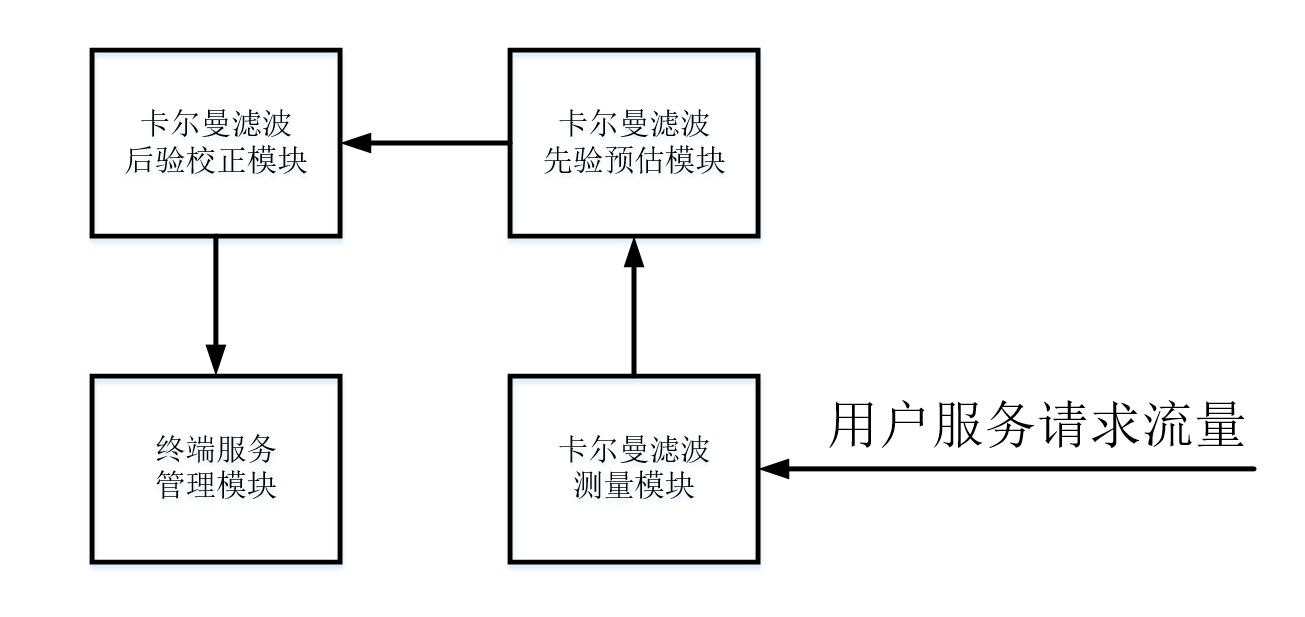 卡尔曼滤波
后验校正模块
卡尔曼滤波
先验预估模块
终端服务
管理模块
卡尔曼滤波
测量模块
用户服务请求流量